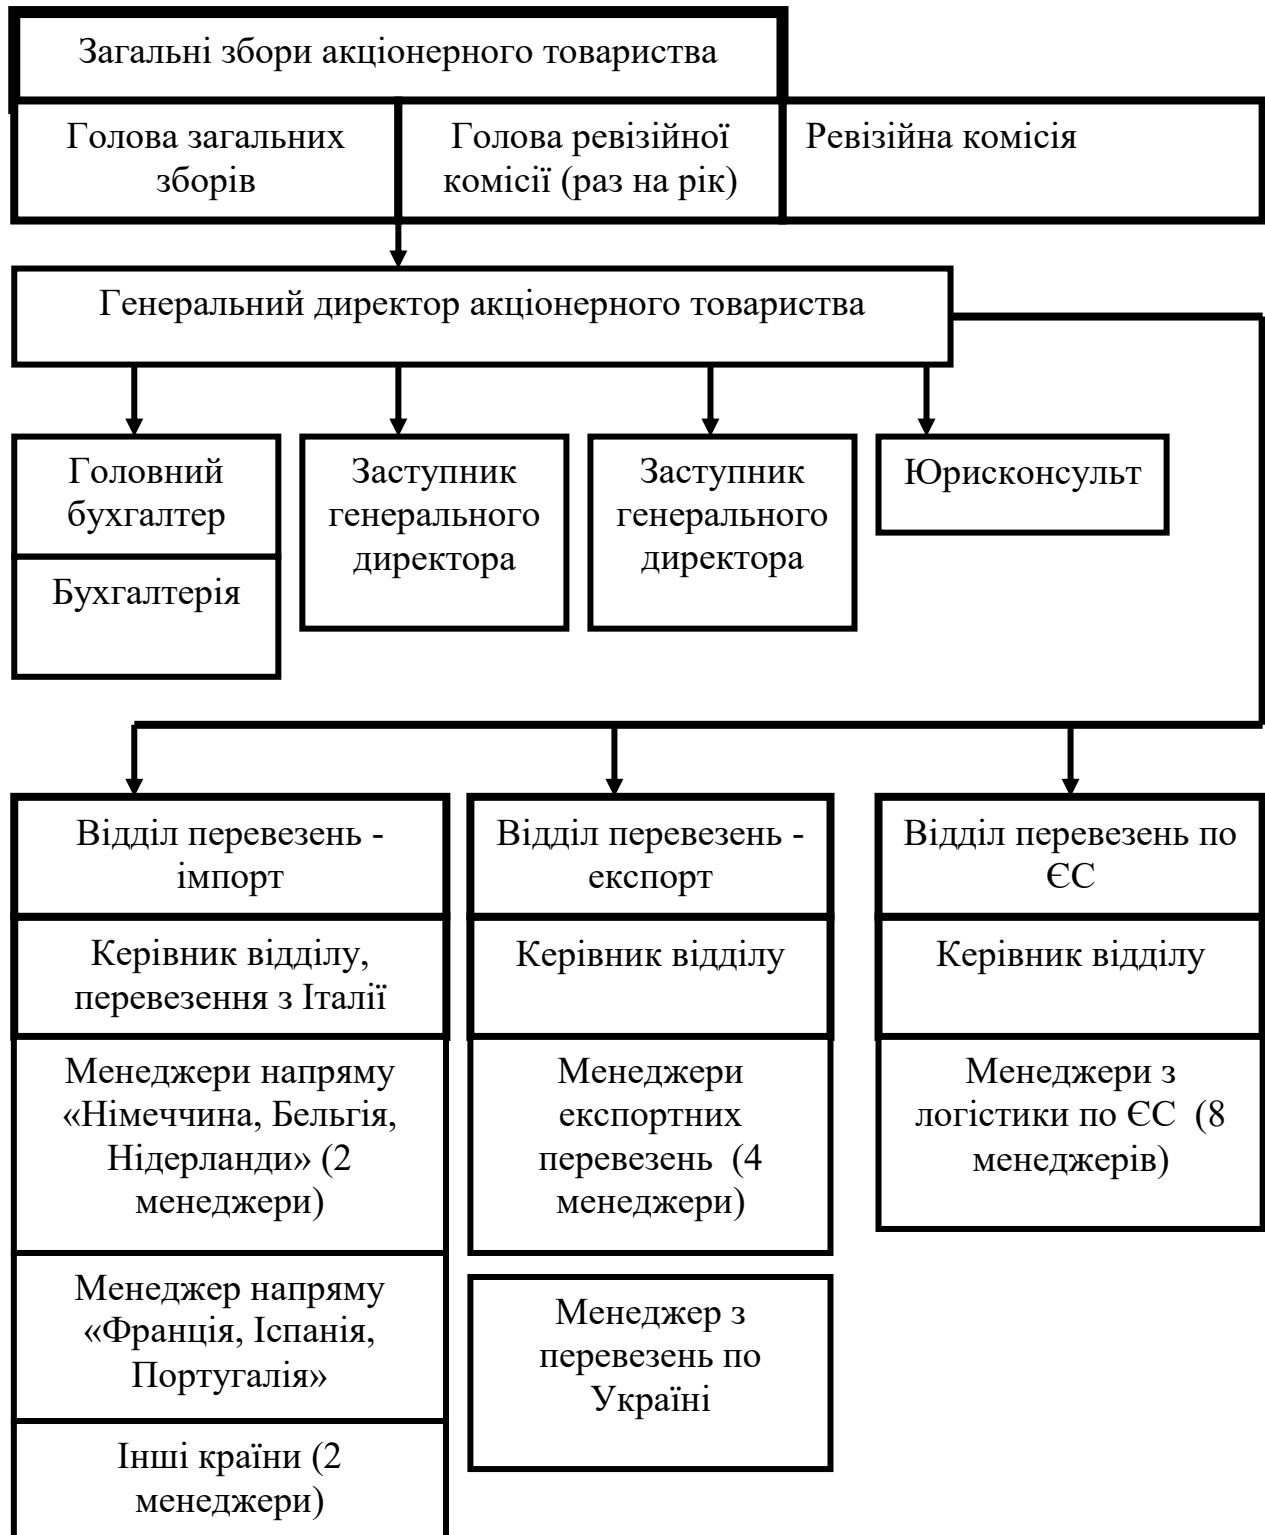 Загальні збори акціонерного товариства
Голова загальних
зборів
Голова ревізійної
комісії (раз на рік)
Ревізійна комісія
Генеральний директор акціонерного товариства
Головний
бухгалтер
Бухгалтерія
Заступник
генерального
директора
Заступник
генерального
директора
Юрисконсульт
Відділ перевезень -
імпорт
Керівник відділу,
перевезення з Італії
Менеджери напряму
«Німеччина, Бельгія,
Нідерланди» (2
менеджери)
Менеджер напряму
«Франція, Іспанія,
Португалія»
Інші країни (2
менеджери)
Відділ перевезень -
експорт
Керівник відділу
Менеджери
експортних
перевезень (4
менеджери)
Менеджер з
перевезень по
Україні
Відділ перевезень по
ЄС
Керівник відділу
Менеджери з
логістики по ЄС (8
менеджерів)